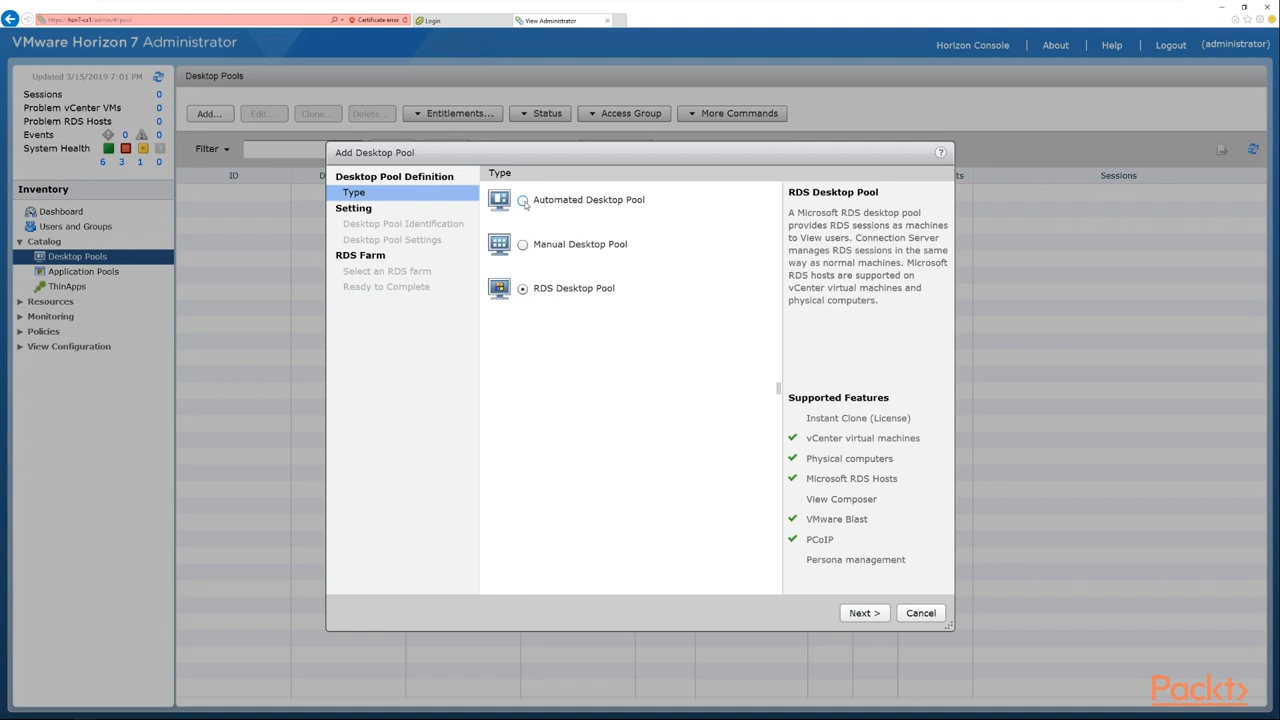 https://hzn7-cs1/admin/#/pool
Certificate error
Login
View Administrator
VMware Horizon 7 Administrator
Horizon Console
About
Help
Logout
(administrator)
Updated 3/15/2019 7:01 PM
Sessions 0
Problem vCenter VMs 0
Problem RDS Hosts 0
Events 0 0
System Health
6 3 1 0
Inventory
Dashboard
Users and Groups
Catalog
Desktop Pools
Application Pools
ThinApps
Resources
Monitoring
Policies
View Configuration
Desktop Pools
Add...
Edit...
Clone...
Delete...
Entitlements...
Status
Access Group
More Commands
Filter
ID
D
ts
Sessions
Add Desktop Pool
?
Desktop Pool Definition
Type
Setting
Desktop Pool Identification
Desktop Pool Settings
RDS Farm
Select an RDS farm
Ready to Complete
Type
Automated Desktop Pool
Manual Desktop Pool
RDS Desktop Pool
RDS Desktop Pool
A Microsoft RDS desktop pool
provides RDS sessions as machines
to View users. Connection Server
manages RDS sessions in the same
way as normal machines. Microsoft
RDS hosts are supported on
vCenter virtual machines and
physical computers.
Supported Features
Instant Clone (License)
vCenter virtual machines
Physical computers
Microsoft RDS Hosts
View Composer
VMware Blast
PCoIP
Persona management
Next >
Cancel
Packt>